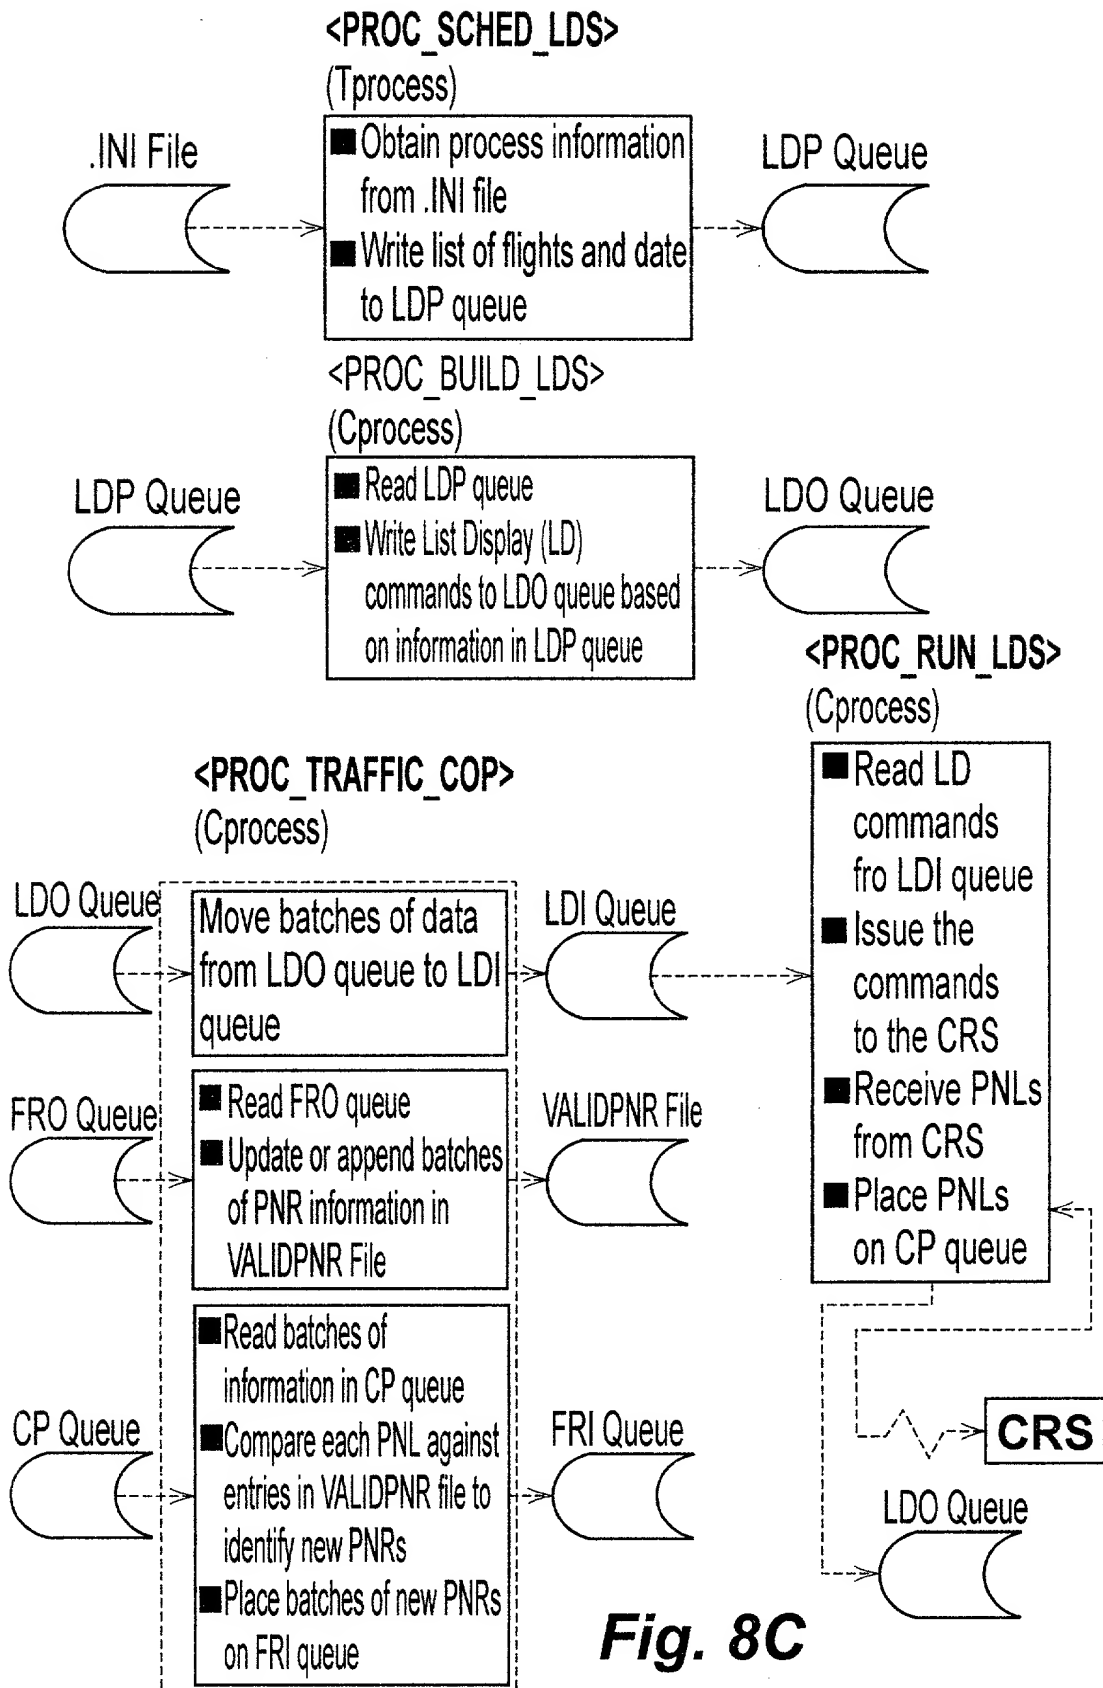 <PROC_SCHED_LDS>
(Tprocess)
.INI File
■ Obtain process information
from .INI file
■ Write list of flights and date
to LDP queue
LDP Queue
<PROC_BUILD_LDS>
(Cprocess)
LDP Queue
■ Read LDP queue
■ Write List Display (LD)
commands to LDO queue based
on information in LDP queue
LDO Queue
<PROC_RUN_LDS>
(Cprocess)
■ Read LD
commands
fro LDI queue
■ Issue the
commands
to the CRS
■ Receive PNLs
from CRS
■ Place PNLs
on CP queue
<PROC_TRAFFIC_COP>
(Cprocess)
LDO Queue
Move batches of data
from LDO queue to LDI
queue
LDI Queue
FRO Queue
■ Read FRO queue
■ Update or append batches
of PNR information in
VALIDPNR File
VALIDPNR File
CP Queue
■ Read batches of
information in CP queue
■ Compare each PNL against
entries in VALIDPNR file to
identify new PNRs
■ Place batches of new PNRs
on FRI queue
FRI Queue
CRS
LDO Queue
Fig. 8C